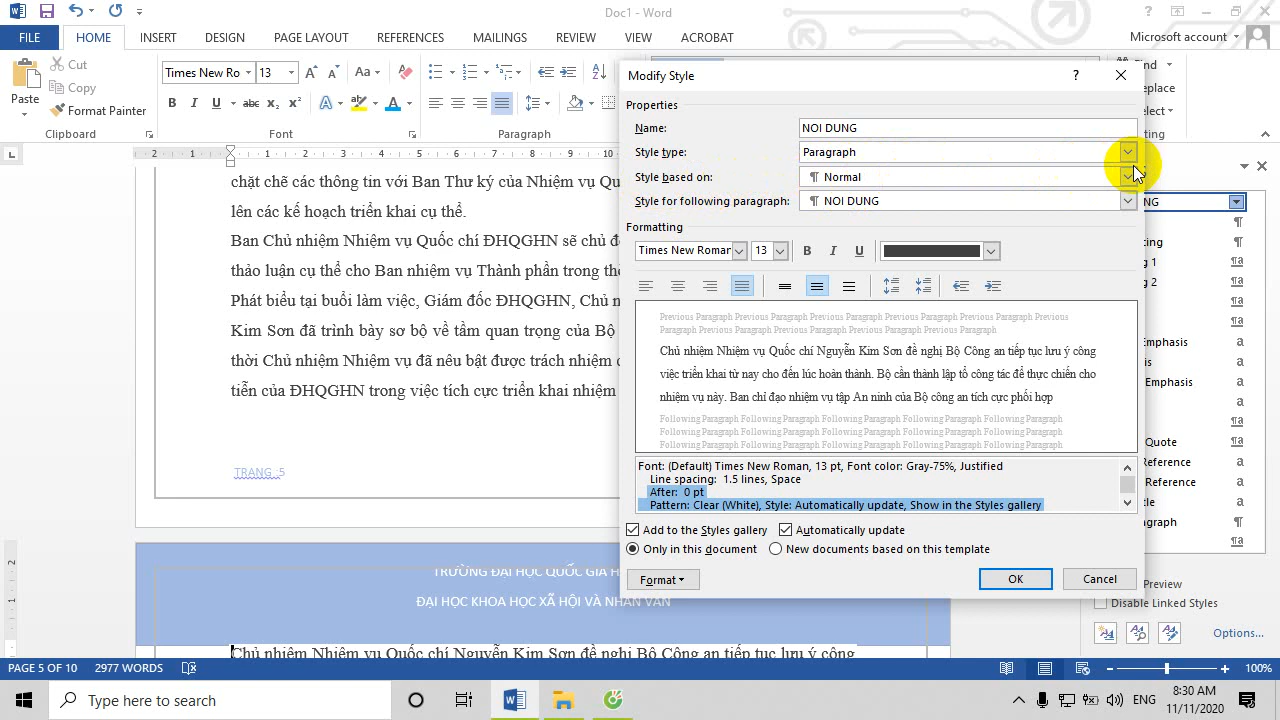 Doc1 - Word
FILE HOME INSERT DESIGN PAGE LAYOUT REFERENCES MAILINGS REVIEW VIEW ACROBAT Microsoft account
Cut
Copy
Format Painter
Paste
Clipboard
Times New Ro 13
Font
Paragraph
Find
place
lect
ting
Modify Style
Properties
Name: NOI DUNG
Style type: Paragraph
Style based on: ¶ Normal
Style for following paragraph: ¶ NOI DUNG
Formatting
Times New Roman 13 B I U
Previous Paragraph Previous Paragraph Previous Paragraph Previous Paragraph Previous Paragraph Previous
Paragraph Previous Paragraph Previous Paragraph Previous Paragraph Previous Paragraph
Chủ nhiệm Nhiệm vụ Quốc chí Nguyễn Kim Sơn đề nghị Bộ Công an tiếp tục lưu ý công
việc triển khai từ nay cho đến lúc hoàn thành. Bộ cần thành lập tổ công tác để thực chiến cho
nhiệm vụ này. Ban chỉ đạo nhiệm vụ tập An ninh của Bộ công an tích cực phối hợp
Following Paragraph Following Paragraph Following Paragraph Following Paragraph Following Paragraph
Following Paragraph Following Paragraph Following Paragraph Following Paragraph Following Paragraph
Following Paragraph Following Paragraph Following Paragraph Following Paragraph Following Paragraph
Font: (Default) Times New Roman, 13 pt, Font color: Gray-75%, Justified
Line spacing: 1.5 lines, Space
After: 0 pt
Pattern: Clear (White), Style: Automatically update, Show in the Styles gallery
Add to the Styles gallery Automatically update
Only in this document New documents based on this template
Format OK Cancel
chặt chẽ các thông tin với Ban Thư ký của Nhiệm vụ Qu
lên các kế hoạch triển khai cụ thể.
Ban Chủ nhiệm Nhiệm vụ Quốc chí ĐHQGHN sẽ chủ đ
thảo luận cụ thể cho Ban nhiệm vụ Thành phần trong thờ
Phát biểu tại buổi làm việc, Giám đốc ĐHQGHN, Chủ n
Kim Sơn đã trình bày sơ bộ về tầm quan trọng của Bộ
thời Chủ nhiệm Nhiệm vụ đã nêu bật được trách nhiệm c
tiễn của ĐHQGHN trong việc tích cực triển khai nhiệm
TRANG .5
TRƯỜNG ĐẠI HỌC QUỐC GIA H
ĐẠI HỌC KHOA HỌC XÃ HỘI VÀ NHÂN VĂN
Chủ nhiệm Nhiệm vụ Quốc chí Nguyễn Kim Sơn đề nghị Bộ Công an tiếp tục lưu ý công
NG
ting
g 1
g 2
mphasis
is
Emphasis
Quote
eference
tle
agraph
Preview
Disable Linked Styles
Options...
PAGE 5 OF 10 2977 WORDS 100%
Type here to search
ENG 8:30 AM
11/11/2020